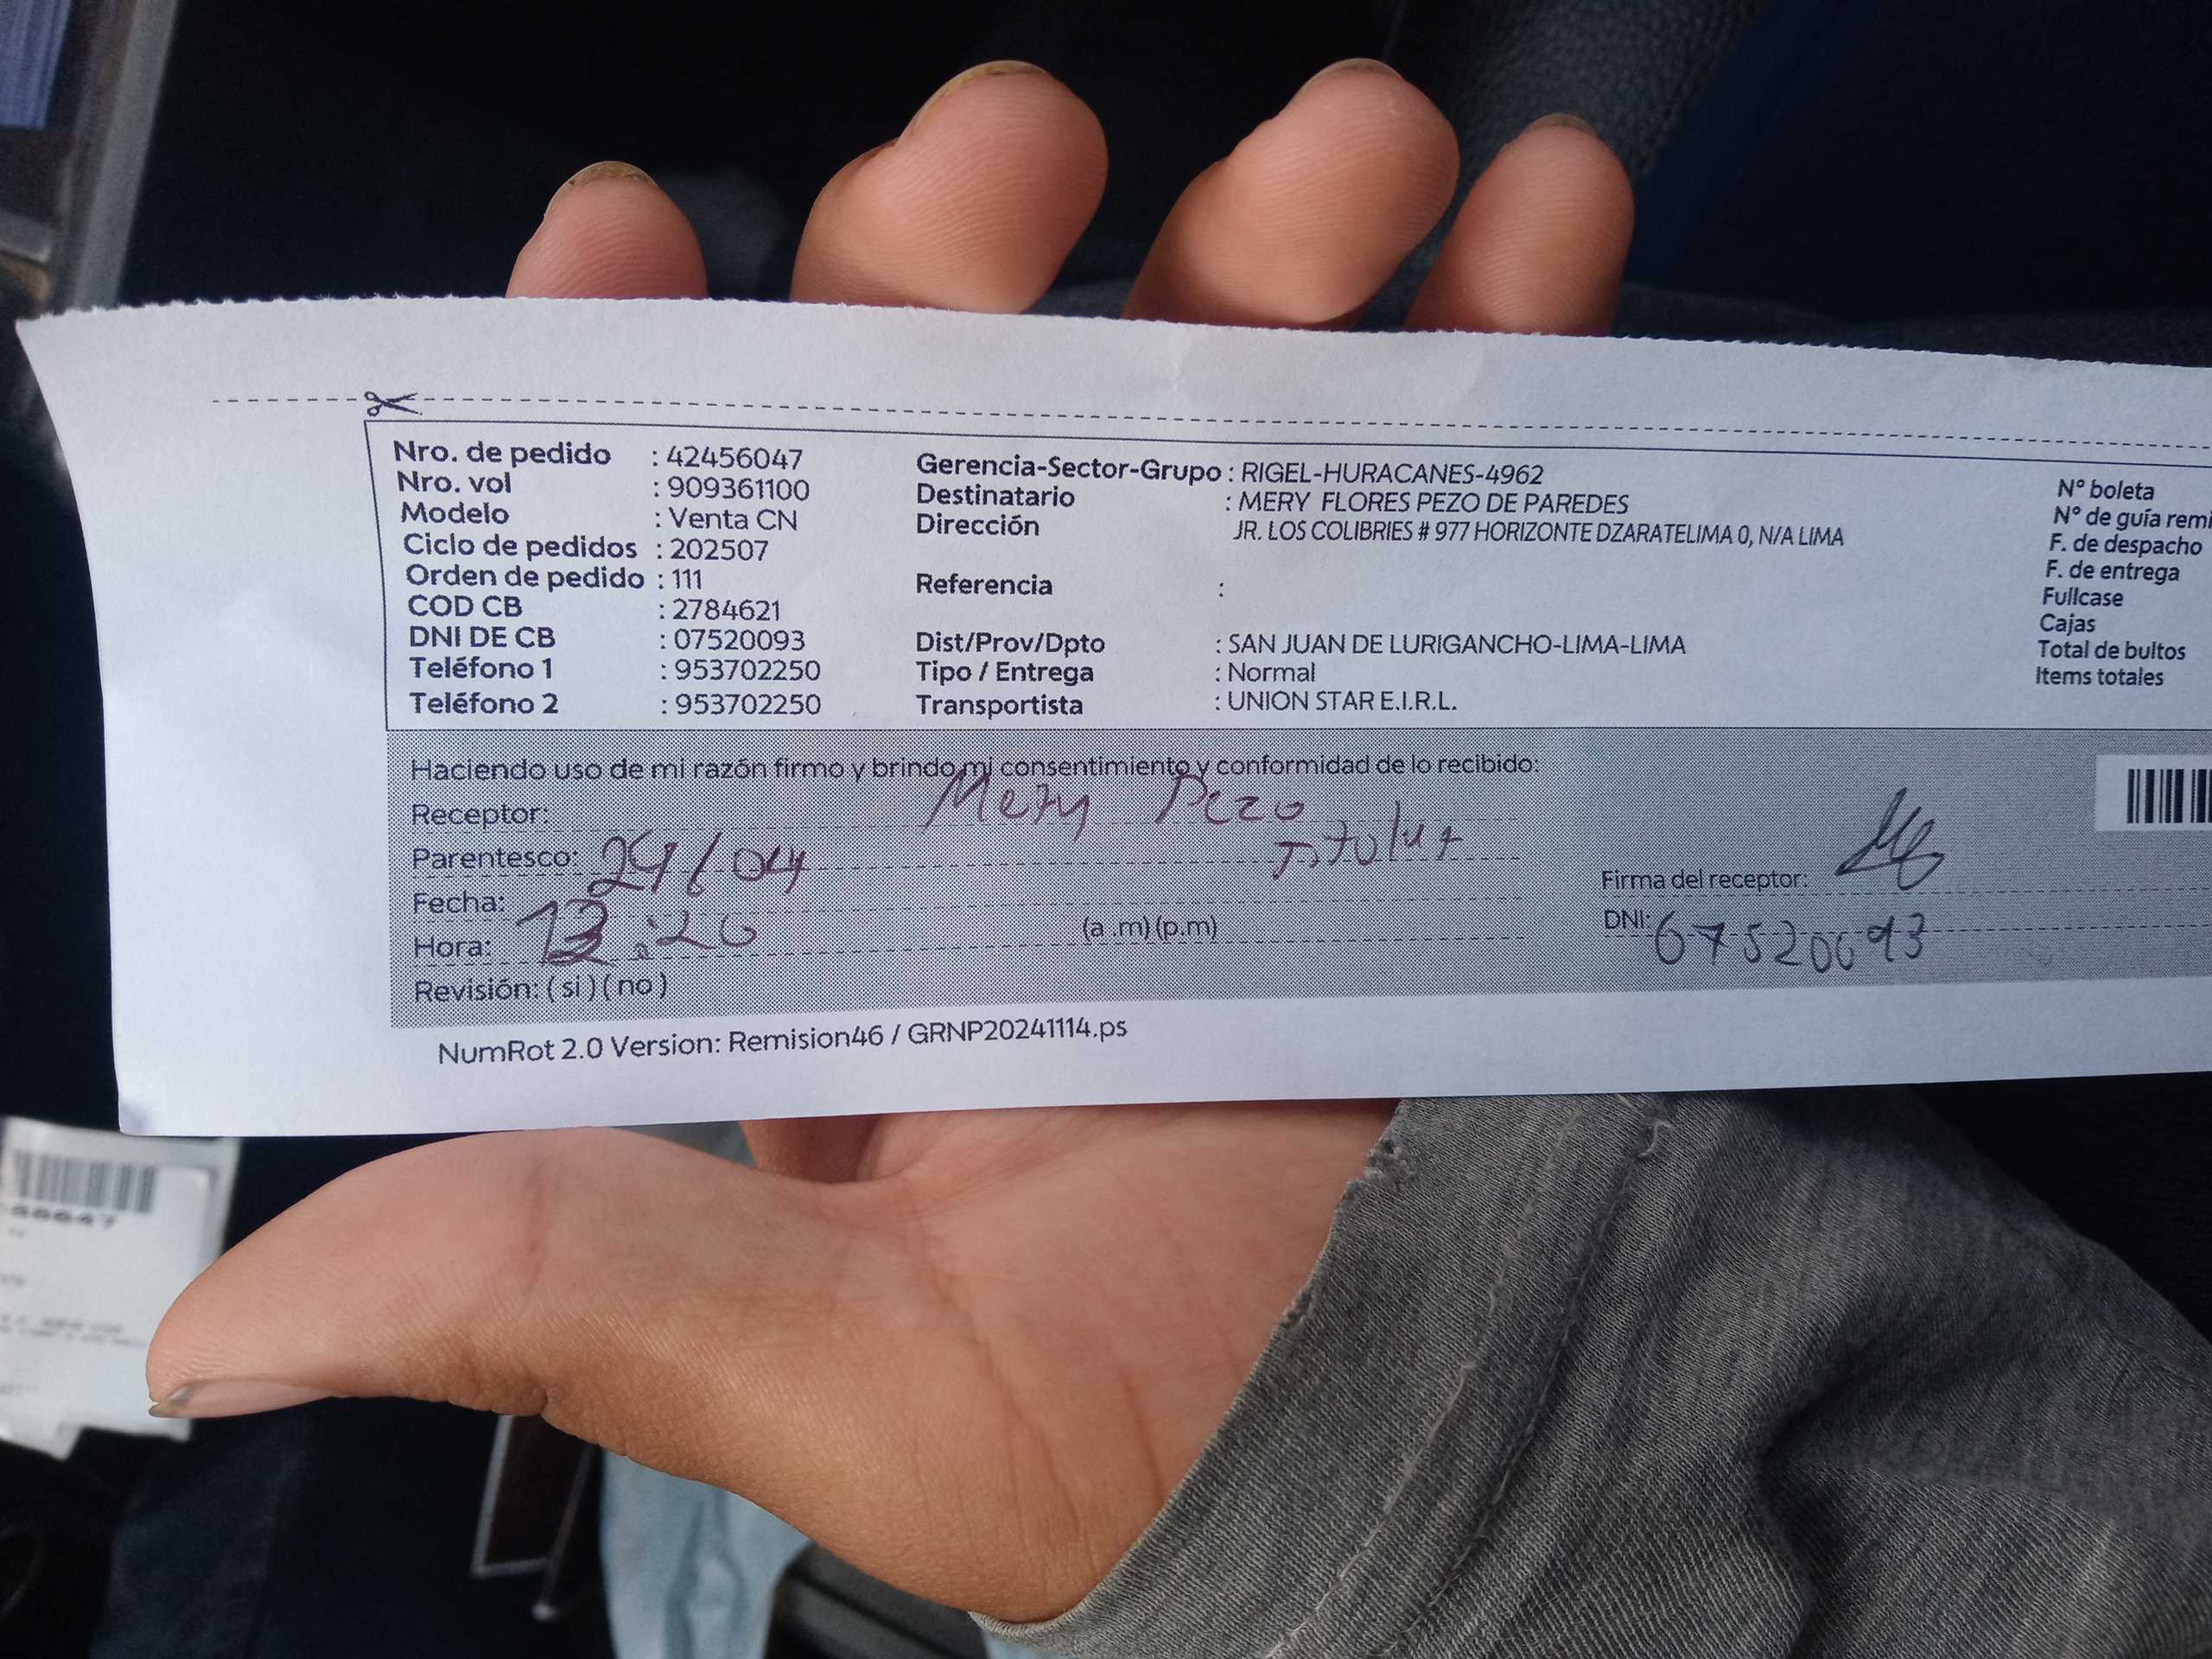 Nro. de pedido : 42456047
Nro. vol : 909361100
Modelo : Venta CN
Ciclo de pedidos : 202507
Orden de pedido : 111
COD CB : 2784621
DNI DE CB : 07520093
Teléfono 1 : 953702250
Teléfono 2 : 953702250
Gerencia-Sector-Grupo : RIGEL-HURACANES-4962
Destinatario : MERY FLORES PEZO DE PAREDES
Dirección JR. LOS COLIBRIES # 977 HORIZONTE DZARATELIMA 0, N/A LIMA
Referencia :
Dist/Prov/Dpto : SAN JUAN DE LURIGANCHO-LIMA-LIMA
Tipo / Entrega : Normal
Transportista : UNION STAR E.I.R.L.
N° boleta
N° de guía remi
F. de despacho
F. de entrega
Fullcase
Cajas
Total de bultos
Items totales
Haciendo uso de mi razón firmo y brindo mi consentimiento y conformidad de lo recibido:
Receptor: Mery Pezo
Parentesco: Titular
Fecha: 24/04
Hora: 13:20 (a.m) (p.m)
Revisión: (si) (no)
Firma del receptor:
DNI: 67520093
NumRot 2.0 Version: Remision46 / GRNP20241114.ps